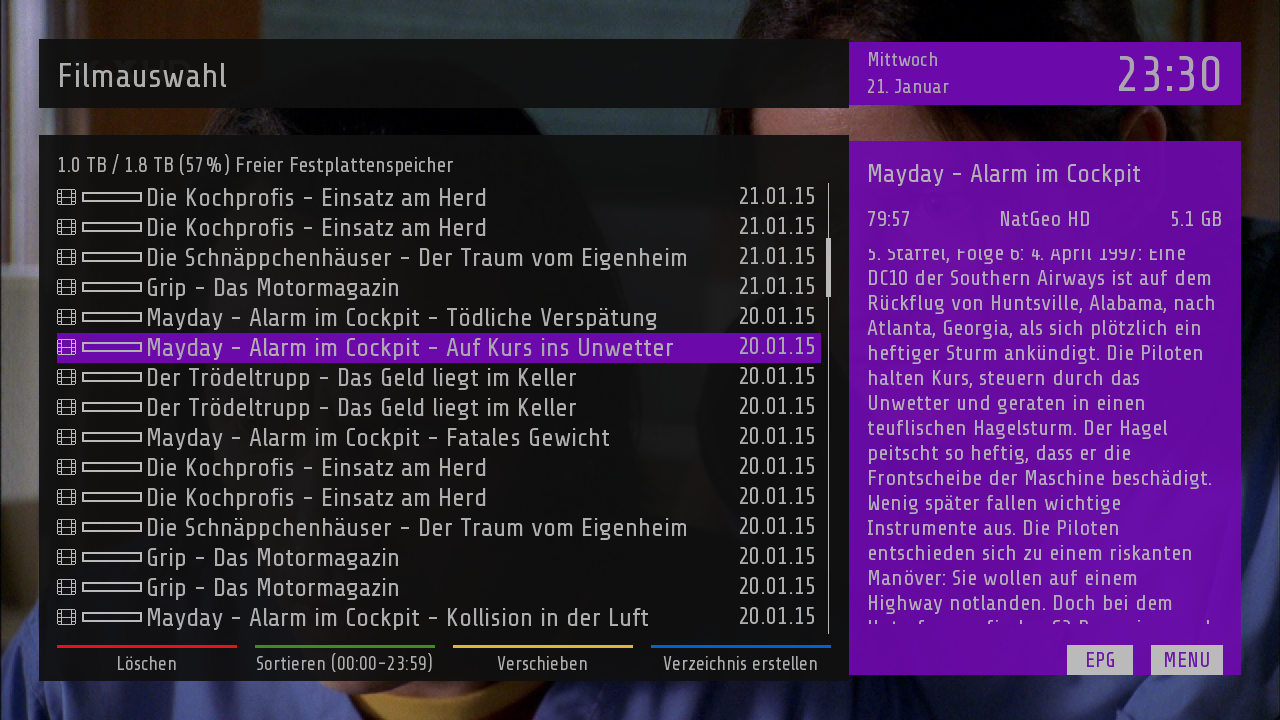 Filmauswahl
Mittwoch
21. Januar
23:30
1.0 TB / 1.8 TB (57%) Freier Festplattenspeicher
Die Kochprofis - Einsatz am Herd 21.01.15
Die Kochprofis - Einsatz am Herd 21.01.15
Die Schnäppchenhäuser - Der Traum vom Eigenheim 21.01.15
Grip - Das Motormagazin 21.01.15
Mayday - Alarm im Cockpit - Tödliche Verspätung 20.01.15
Mayday - Alarm im Cockpit - Auf Kurs ins Unwetter 20.01.15
Der Trödeltrupp - Das Geld liegt im Keller 20.01.15
Der Trödeltrupp - Das Geld liegt im Keller 20.01.15
Mayday - Alarm im Cockpit - Fatales Gewicht 20.01.15
Die Kochprofis - Einsatz am Herd 20.01.15
Die Kochprofis - Einsatz am Herd 20.01.15
Die Schnäppchenhäuser - Der Traum vom Eigenheim 20.01.15
Grip - Das Motormagazin 20.01.15
Grip - Das Motormagazin 20.01.15
Mayday - Alarm im Cockpit - Kollision in der Luft 20.01.15
Löschen
Sortieren (00:00-23:59)
Verschieben
Verzeichnis erstellen
Mayday - Alarm im Cockpit
79:57 NatGeo HD 5.1 GB
5. Staffel, Folge 6: 4. April 1997: Eine
DC10 der Southern Airways ist auf dem
Rückflug von Huntsville, Alabama, nach
Atlanta, Georgia, als sich plötzlich ein
heftiger Sturm ankündigt. Die Piloten
halten Kurs, steuern durch das
Unwetter und geraten in einen
teuflischen Hagelsturm. Der Hagel
peitscht so heftig, dass er die
Frontscheibe der Maschine beschädigt.
Wenig später fallen wichtige
Instrumente aus. Die Piloten
entschieden sich zu einem riskanten
Manöver: Sie wollen auf einem
Highway notlanden. Doch bei dem
EPG
MENU